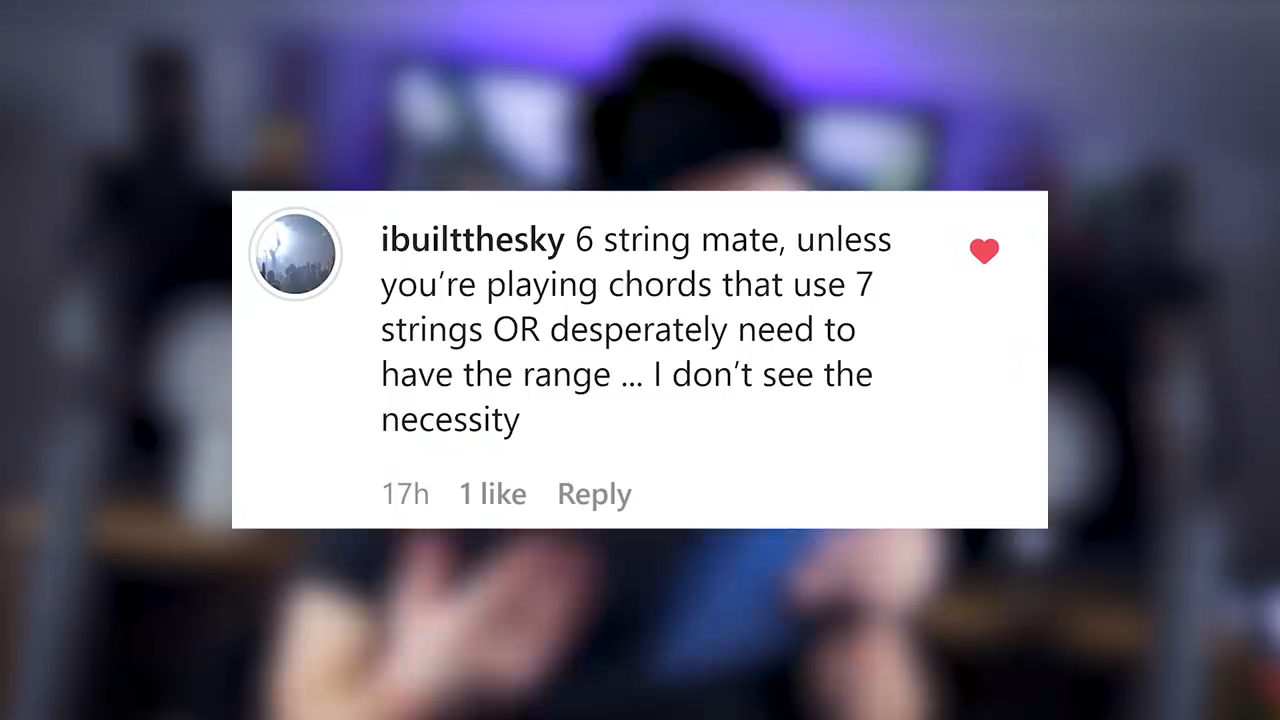 ibuiltthesky 6 string mate, unless
you’re playing chords that use 7
strings OR desperately need to
have the range ... I don’t see the
necessity
17h 1 like Reply